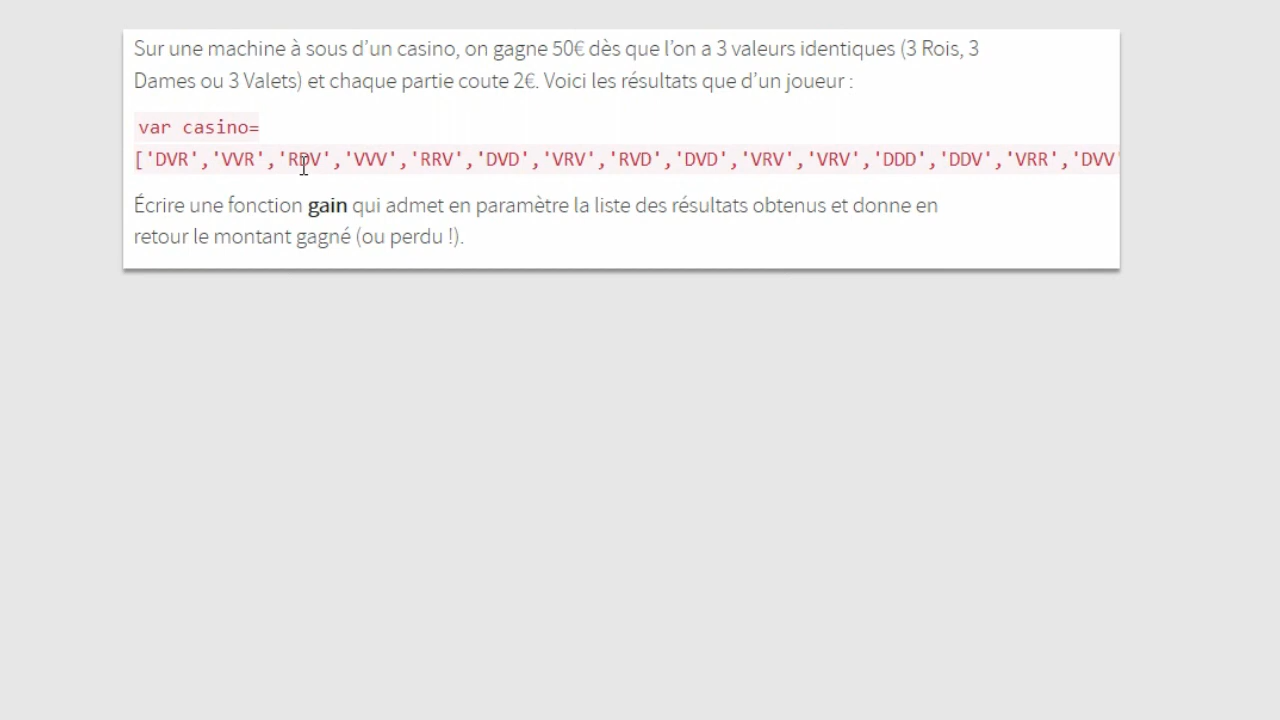 Sur une machine à sous d’un casino, on gagne 50€ dès que l’on a 3 valeurs identiques (3 Rois, 3
Dames ou 3 Valets) et chaque partie coute 2€. Voici les résultats que d’un joueur :
var casino=
['DVR','VVR','RDV','VVV','RRV','DVD','VRV','RVD','DVD','VRV','VRV','DDD','DDV','VRR','DVV'
Écrire une fonction gain qui admet en paramètre la liste des résultats obtenus et donne en
retour le montant gagné (ou perdu !).